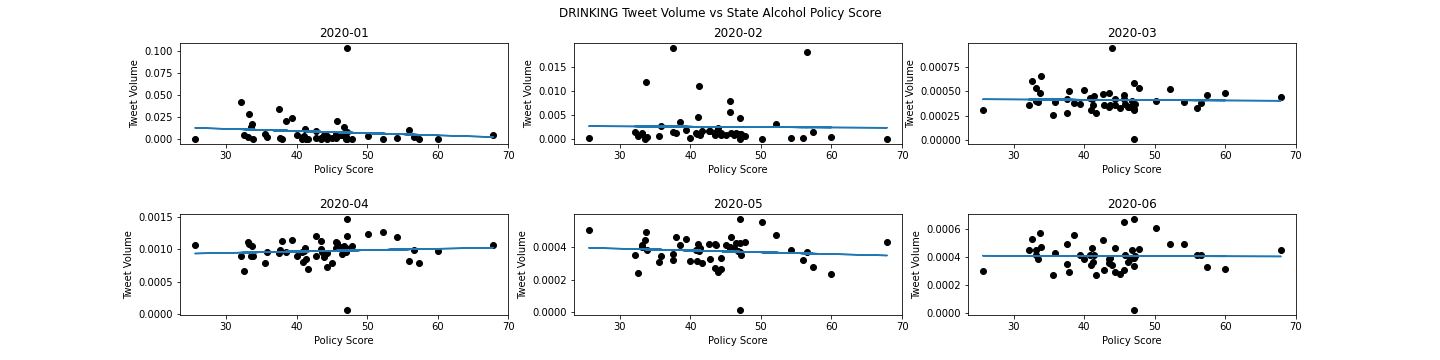 DRINKING Tweet Volume vs State Alcohol Policy Score
2020-01
0.100
0.075
0.050
0.025
0.000
Tweet Volume
30 40 50 60 70
Policy Score
2020-02
0.015
0.010
0.005
0.000
Tweet Volume
30 40 50 60 70
Policy Score
2020-03
0.00075
0.00050
0.00025
0.00000
Tweet Volume
30 40 50 60 70
Policy Score
2020-04
0.0015
0.0010
0.0005
0.0000
Tweet Volume
30 40 50 60 70
Policy Score
2020-05
0.0004
0.0002
0.0000
Tweet Volume
30 40 50 60 70
Policy Score
2020-06
0.0006
0.0004
0.0002
0.0000
Tweet Volume
30 40 50 60 70
Policy Score